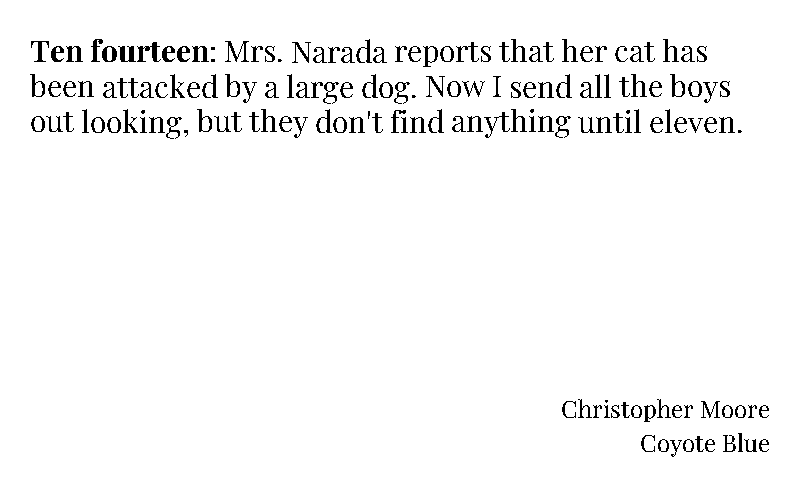 Ten fourteen: Mrs. Narada reports that her cat has
been attacked by a large dog. Now I send all the boys
out looking, but they don't find anything until eleven.
Christopher Moore
Coyote Blue